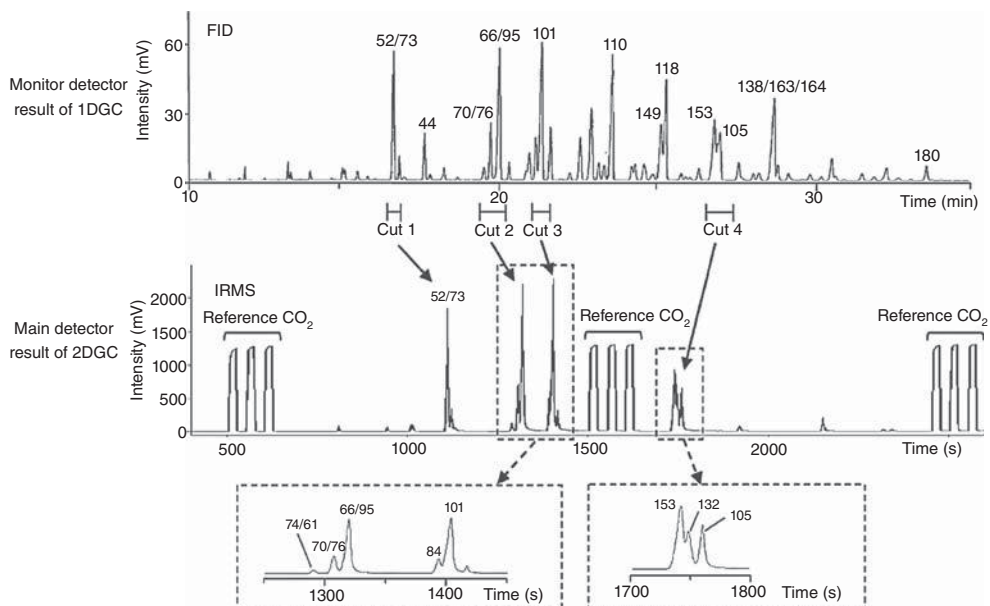 FID
Monitor detector
result of 1DGC
Intensity (mV)
60
30
0
52/73
44
70/76
66/95
101
110
149
118
153
105
138/163/164
180
10
20
30
Time (min)
Cut 1
Cut 2
Cut 3
Cut 4
Main detector
result of 2DGC
Intensity (mV)
2000
1500
1000
500
0
IRMS
Reference CO2
52/73
Reference CO2
Reference CO2
500
1000
1500
2000
Time (s)
74/61
70/76
66/95
84
101
1300
1400
Time (s)
153
132
105
1700
1800
Time (s)